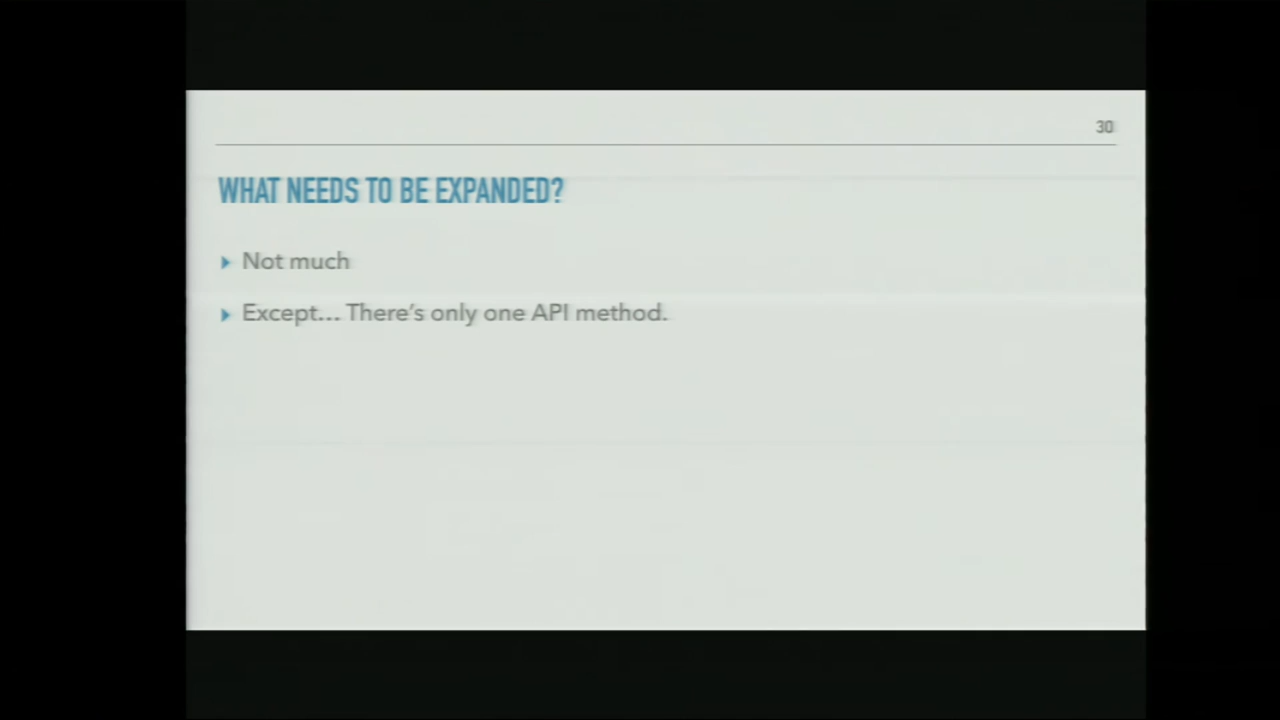 30
WHAT NEEDS TO BE EXPANDED?
Not much
Except... There's only one API method.